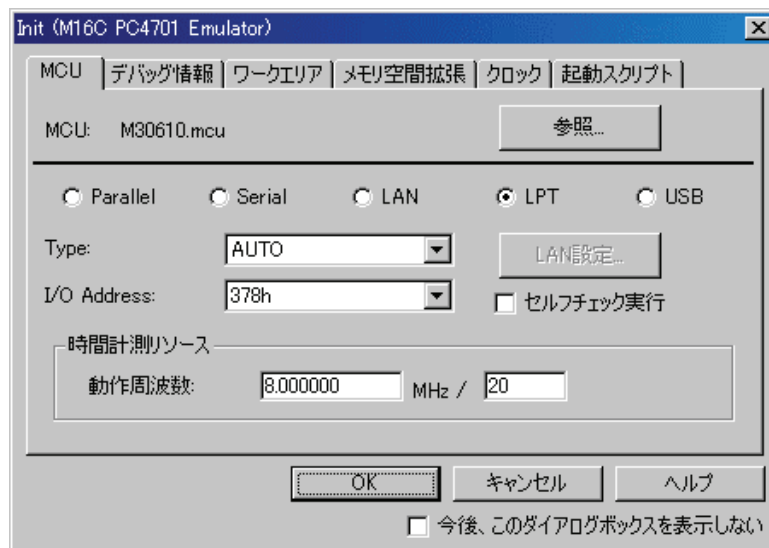 Init (M16C PC4701 Emulator)
MCU デバッグ情報 ワークエリア メモリ空間拡張 クロック 起動スクリプト
MCU: M30610.mcu 参照...
Parallel Serial LAN LPT USB
Type: AUTO LAN設定...
I/O Address: 378h セルフチェック実行
時間計測リソース
動作周波数: 8.000000 MHz / 20
OK キャンセル ヘルプ
今後、このダイアログボックスを表示しない